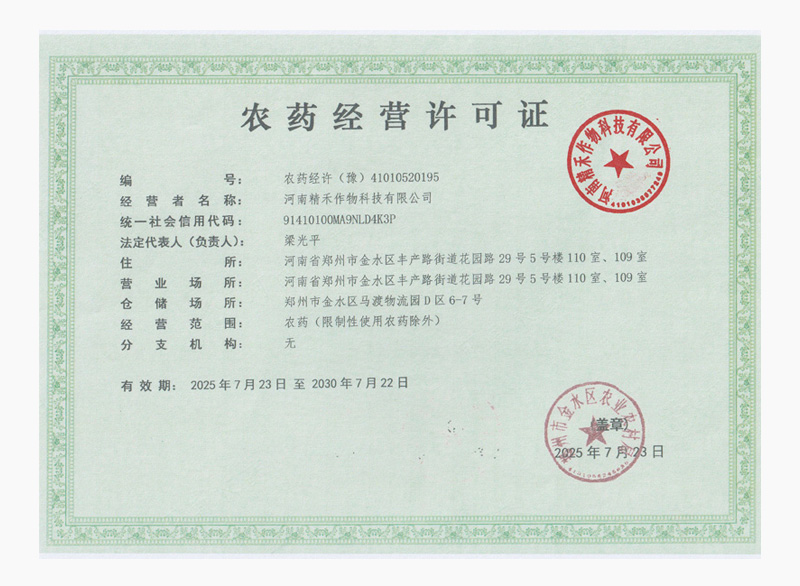 农药经营许可证
河南精禾作物科技有限公司
编号：农药经许（豫）41010520195
经营者名称：河南精禾作物科技有限公司
统一社会信用代码：91410100MA9NLD4K3P
法定代表人（负责人）：梁光平
住所：河南省郑州市金水区丰产路街道花园路29号5号楼110室、109室
营业场所：河南省郑州市金水区丰产路街道花园路29号5号楼110室、109室
仓储场所：郑州市金水区马渡物流园D区6-7号
经营范围：农药（限制性使用农药除外）
分支机构：无
有效期：2025年7月23日至2030年7月22日
郑州市金水区农业农村
盖章）
2025年7月23日